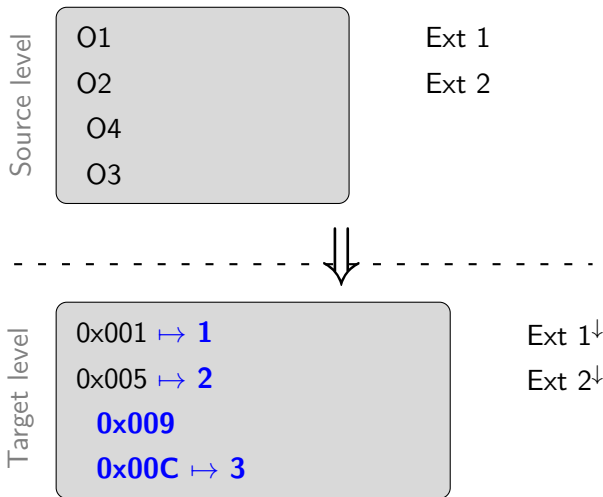 Source level
O1 Ext 1
O2 Ext 2
O4
O3
Target level
0x001 ↦ 1 Ext 1↓
0x005 ↦ 2 Ext 2↓
0x009
0x00C ↦ 3